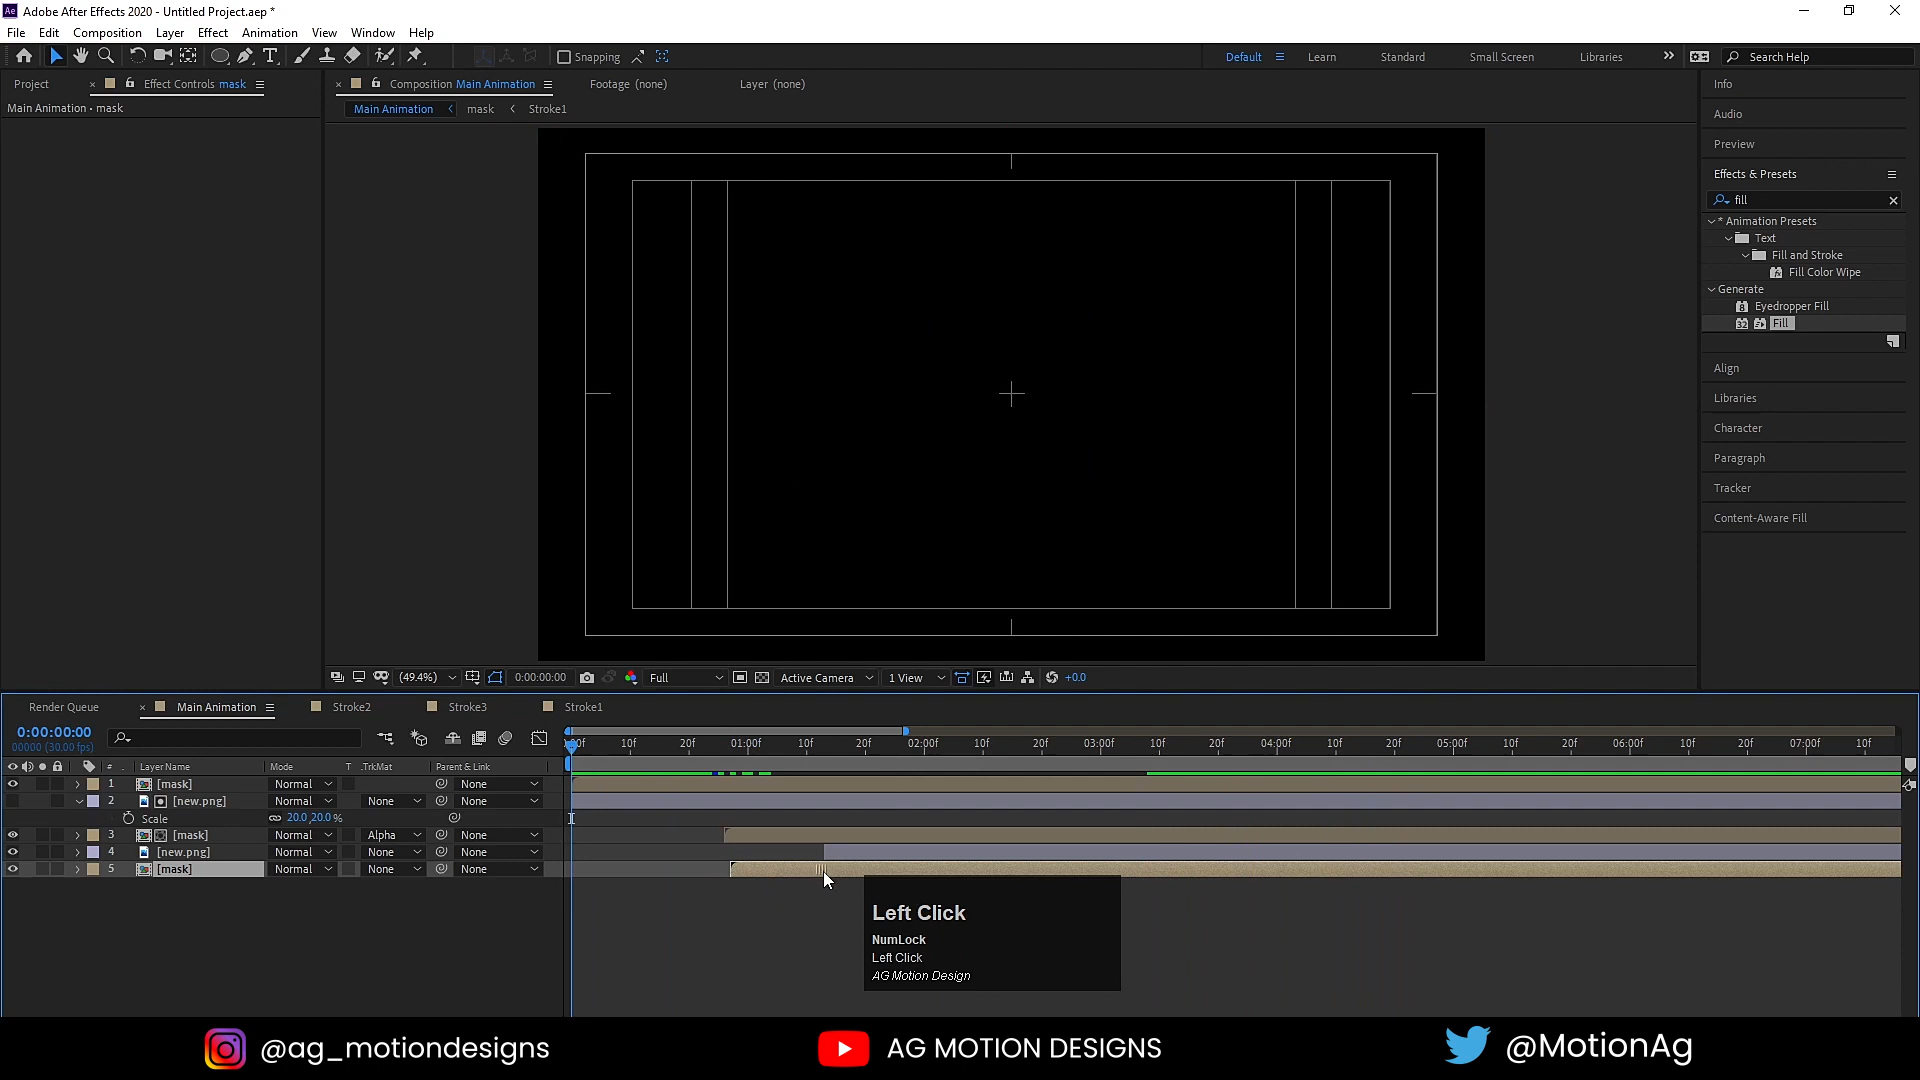 Ae Adobe After Effects 2020 - Untitled Project.aep *
File Edit Composition Layer Effect Animation View Window Help
Snapping
Default Learn Standard Small Screen Libraries Search Help
Project Effect Controls mask
Main Animation • mask
Composition Main Animation Footage (none) Layer (none)
Main Animation mask Stroke1
Info
Audio
Preview
Effects & Presets
fill
* Animation Presets
Text
Fill and Stroke
Fill Color Wipe
Generate
Eyedropper Fill
32 Fill
Align
Libraries
Character
Paragraph
Tracker
Content-Aware Fill
(49.4%) 0:00:00:00 Full Active Camera 1 View +0.0
Render Queue Main Animation Stroke2 Stroke3 Stroke1
0:00:00:00
00000 (30.00 fps)
10f 20f 01:00f 10f 20f 02:00f 10f 20f 03:00f 10f 20f 04:00f 10f 20f 05:00f 10f 20f 06:00f 10f 20f 07:00f 10f
# Layer Name Mode T .TrkMat Parent & Link
1 [mask] Normal None
2 [new.png] Normal None None
Scale 20.0,20.0 %
3 [mask] Normal Alpha None
4 [new.png] Normal None None
5 [mask] Normal None None
Left Click
NumLock
Left Click
AG Motion Design
@ag_motiondesigns AG MOTION DESIGNS @MotionAg